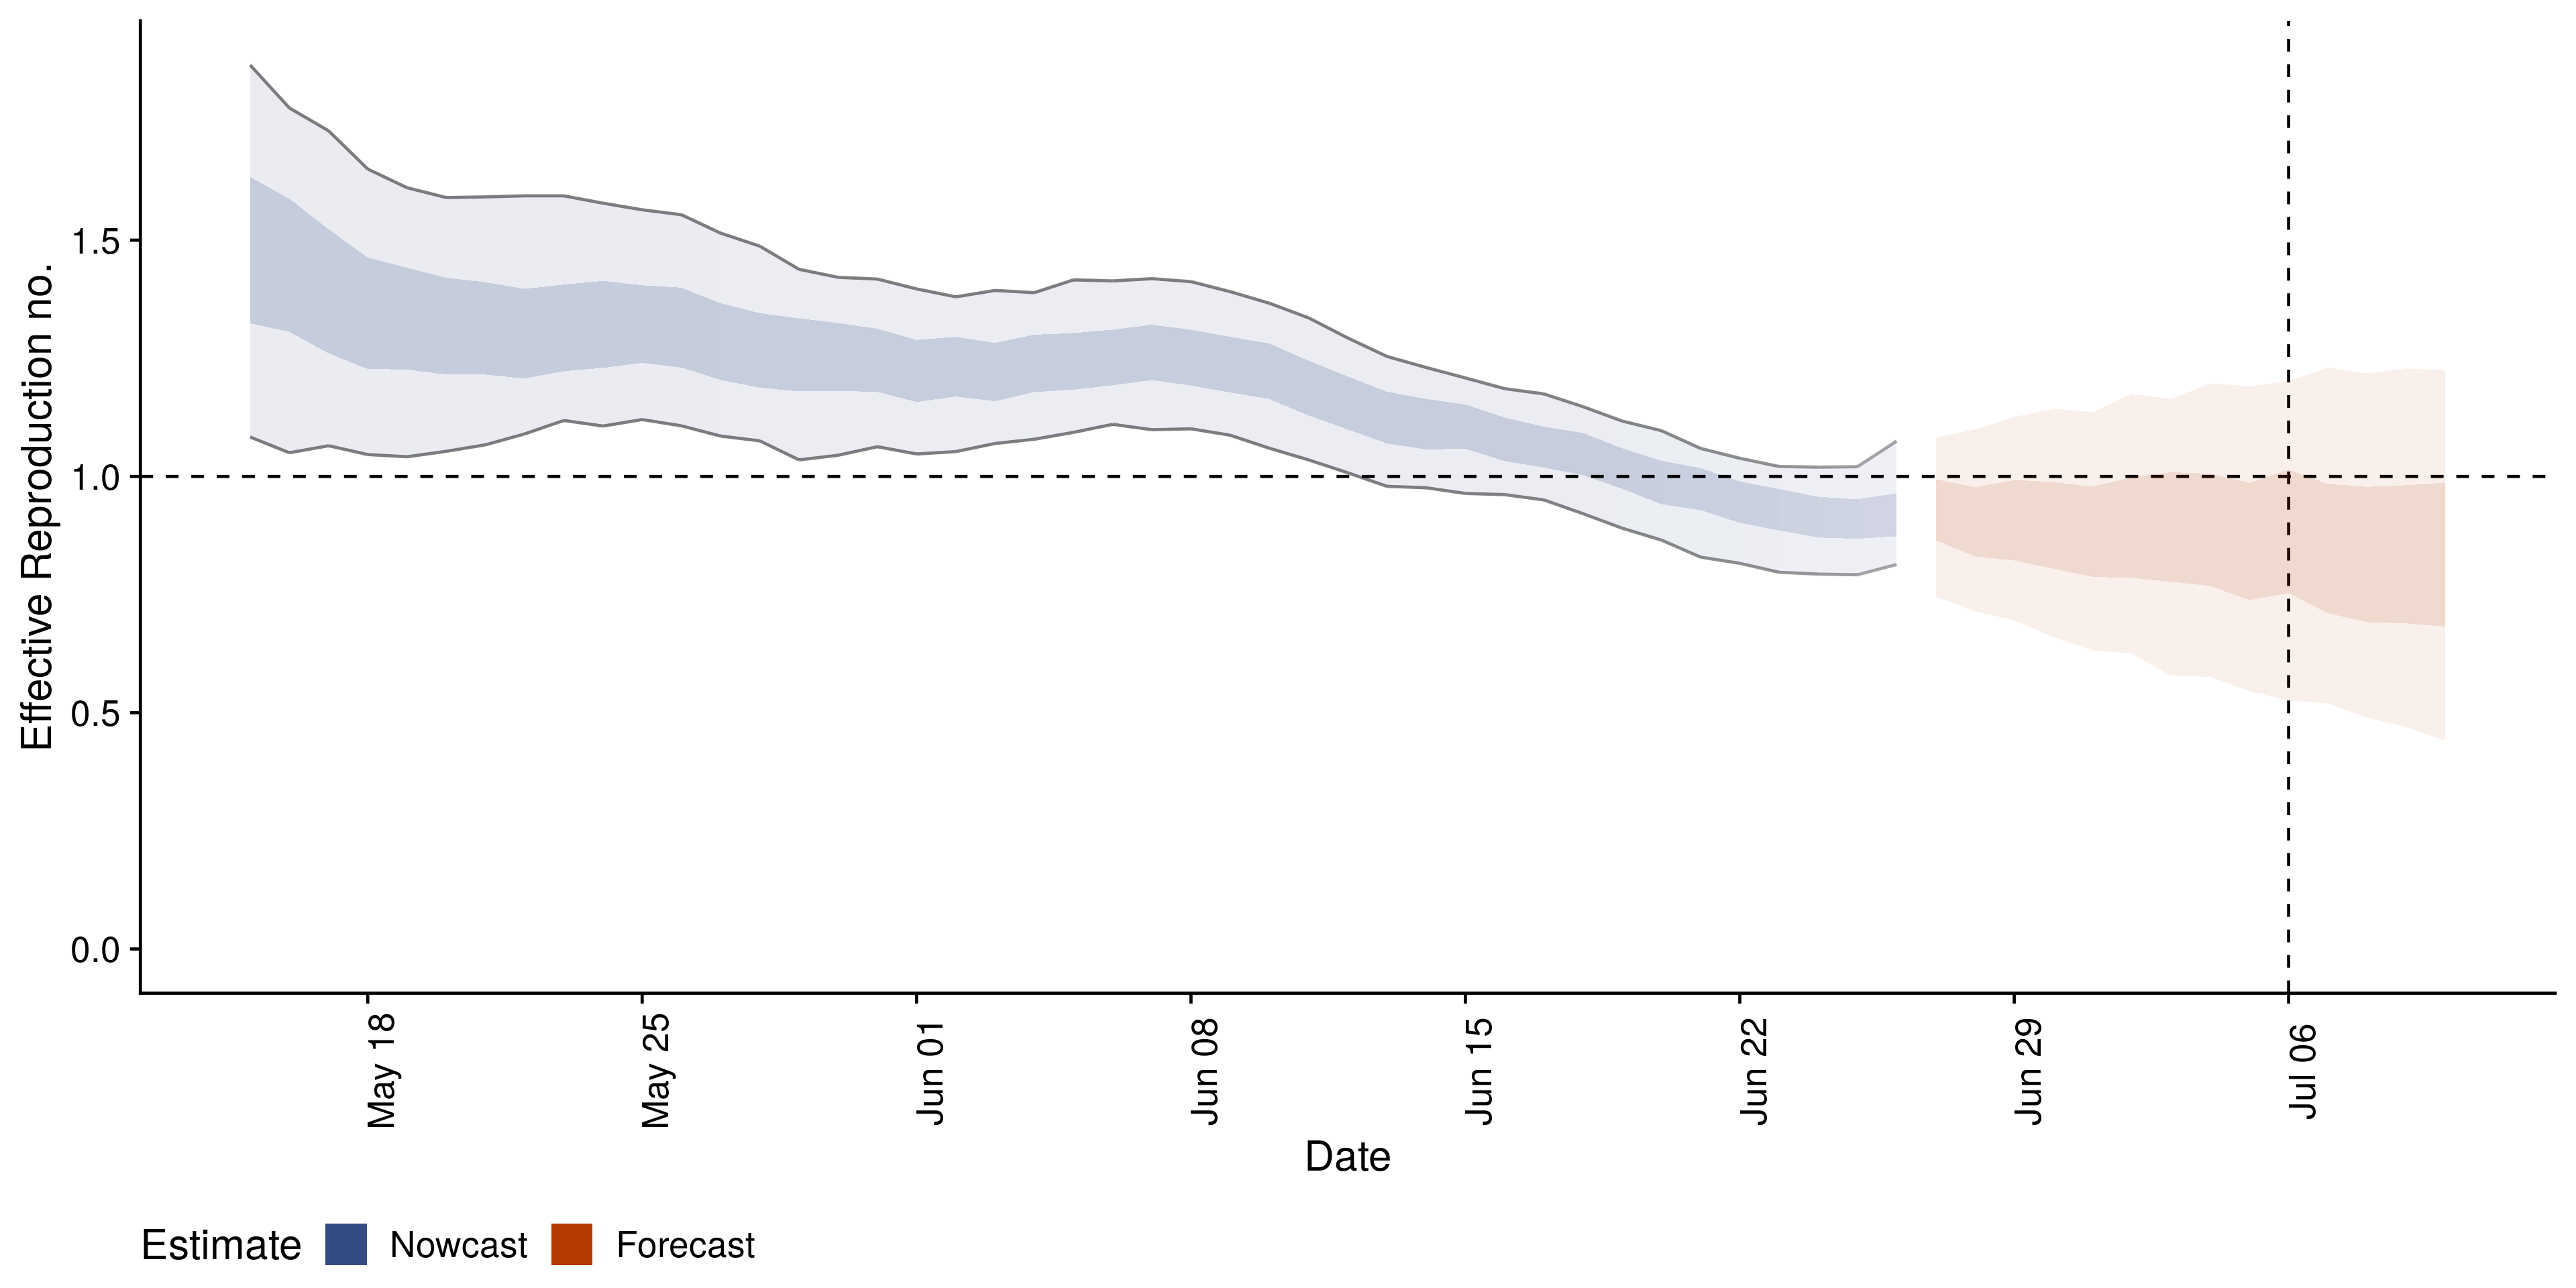 Effective Reproduction no.
1.5
1.0
0.5
0.0
May 18
May 25
Jun 01
Jun 08
Jun 15
Jun 22
Jun 29
Jul 06
Date
Estimate Nowcast Forecast